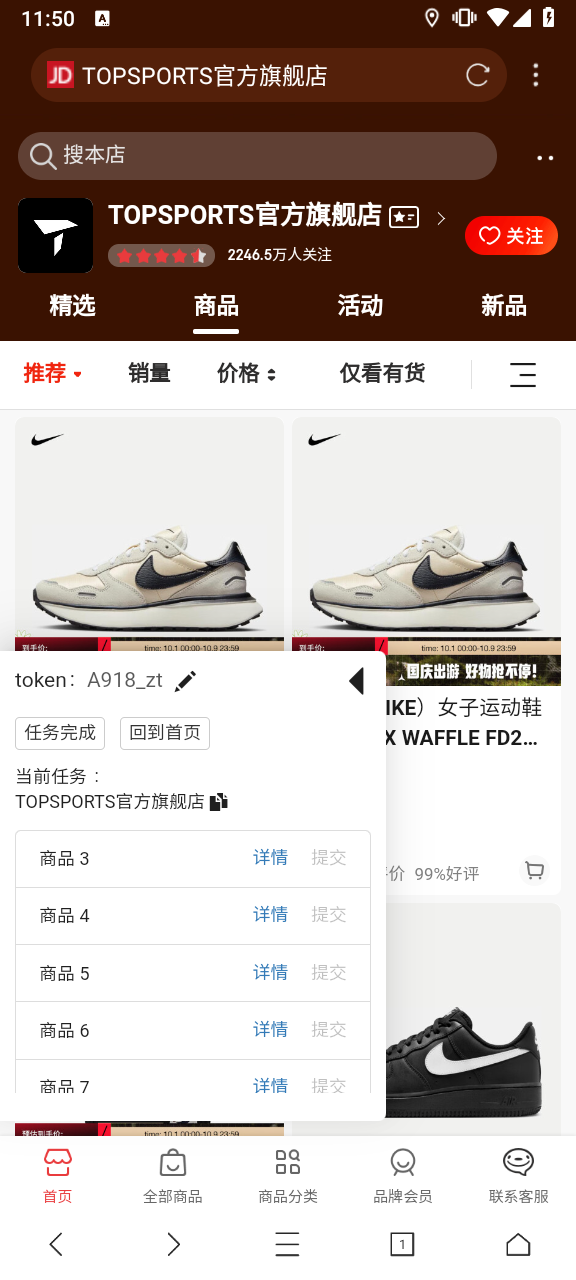 11:50
A
JD TOPSPORTS官方旗舰店
搜本店
TOPSPORTS官方旗舰店
2246.5万人关注
关注
精选 商品 活动 新品
推荐 销量 价格 仅看有货
到手价: time: 10.1 00:00-10.9 23:59
到手价: time: 10.1 00:00-10.9 23:59
国庆出游 好物抢不停!
token: A918_zt
IKE）女子运动鞋
X WAFFLE FD2...
任务完成 回到首页
当前任务：
TOPSPORTS官方旗舰店
商品 3 详情 提交
价 99%好评
商品 4 详情 提交
商品 5 详情 提交
商品 6 详情 提交
商品 7 详情 提交
预估到手价: time: 10.1 00:00-10.9 23:59
首页 全部商品 商品分类 品牌会员 联系客服
1